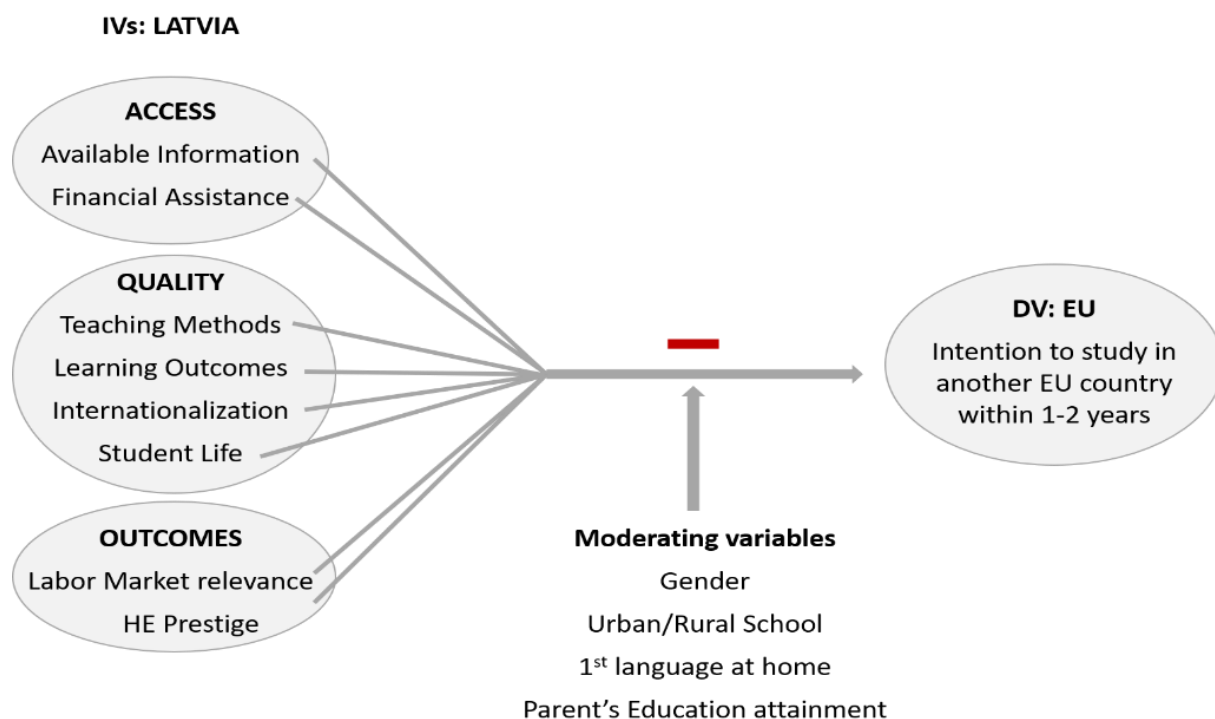 IVs: LATVIA
ACCESS
Available Information
Financial Assistance
QUALITY
Teaching Methods
Learning Outcomes
Internationalization
Student Life
OUTCOMES
Labor Market relevance
HE Prestige
Moderating variables
Gender
Urban/Rural School
1st language at home
Parent’s Education attainment
DV: EU
Intention to study in
another EU country
within 1-2 years